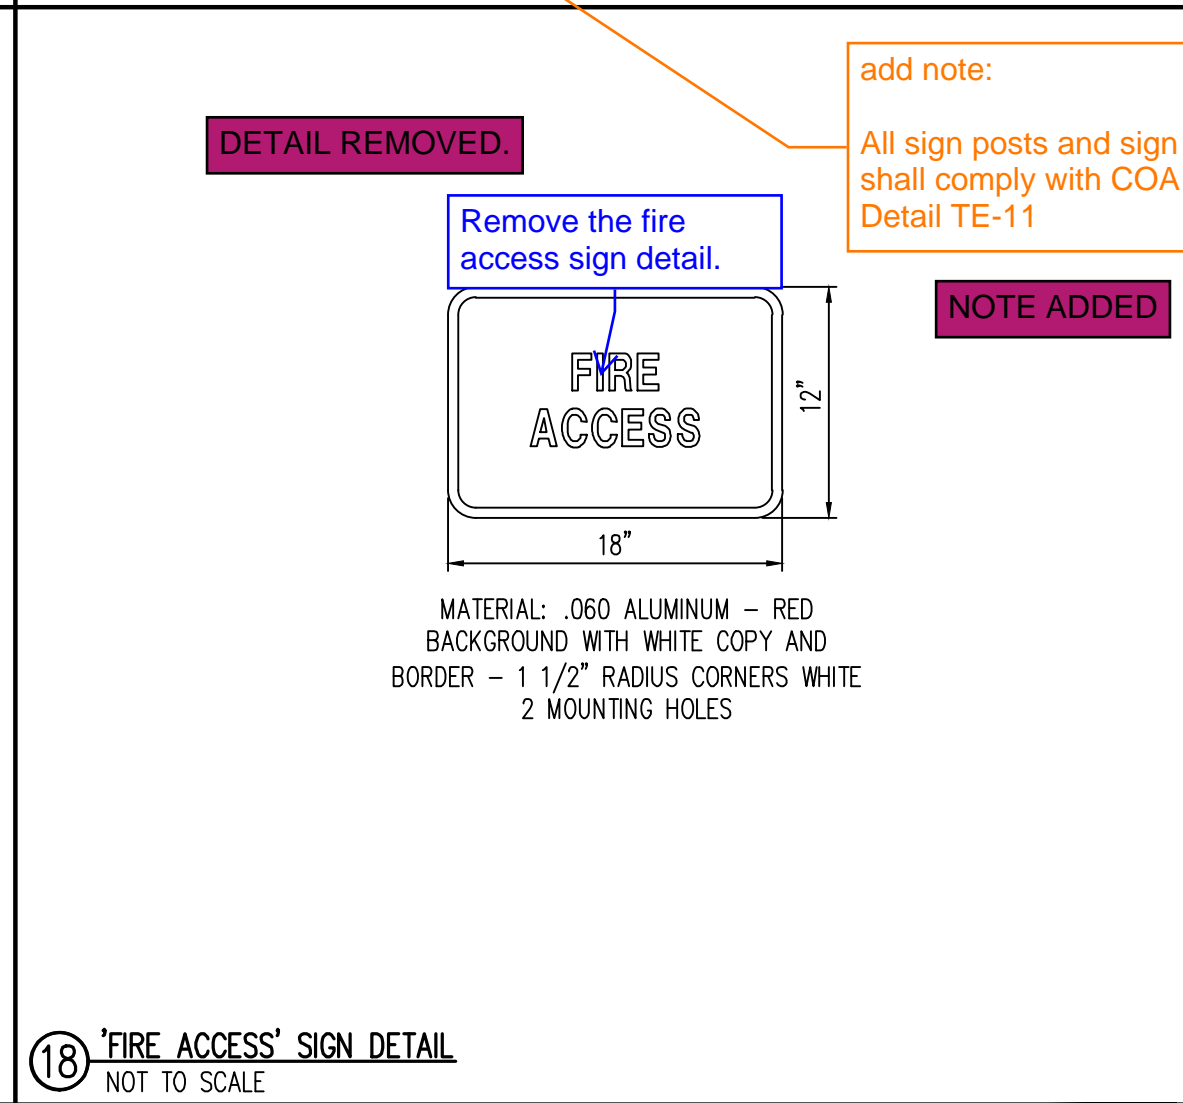 add note:
All sign posts and sign
shall comply with COA
Detail TE-11
DETAIL REMOVED.
Remove the fire
access sign detail.
NOTE ADDED
FIRE
ACCESS
12"
18"
MATERIAL: .060 ALUMINUM – RED
BACKGROUND WITH WHITE COPY AND
BORDER – 1 1/2" RADIUS CORNERS WHITE
2 MOUNTING HOLES
18 'FIRE ACCESS' SIGN DETAIL
NOT TO SCALE